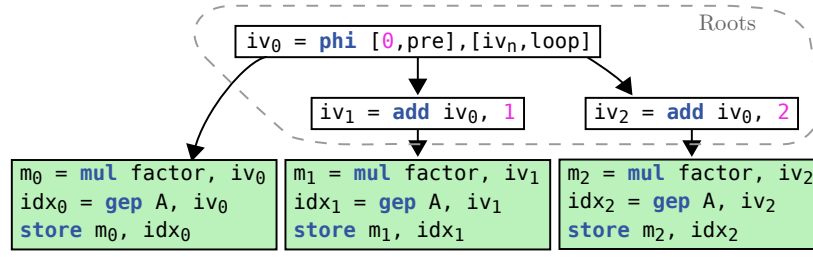 Roots
iv₀ = phi [0,pre],[ivₙ,loop]
iv₁ = add iv₀, 1
iv₂ = add iv₀, 2
m₀ = mul factor, iv₀
idx₀ = gep A, iv₀
store m₀, idx₀
m₁ = mul factor, iv₁
idx₁ = gep A, iv₁
store m₁, idx₁
m₂ = mul factor, iv₂
idx₂ = gep A, iv₂
store m₂, idx₂